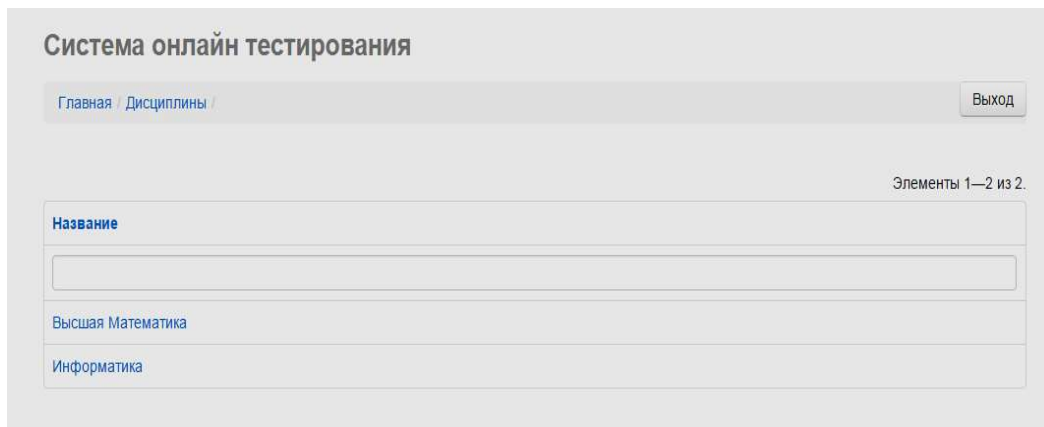 Система онлайн тестирования
Главная / Дисциплины /
Выход
Элементы 1—2 из 2.
Название
Высшая Математика
Информатика